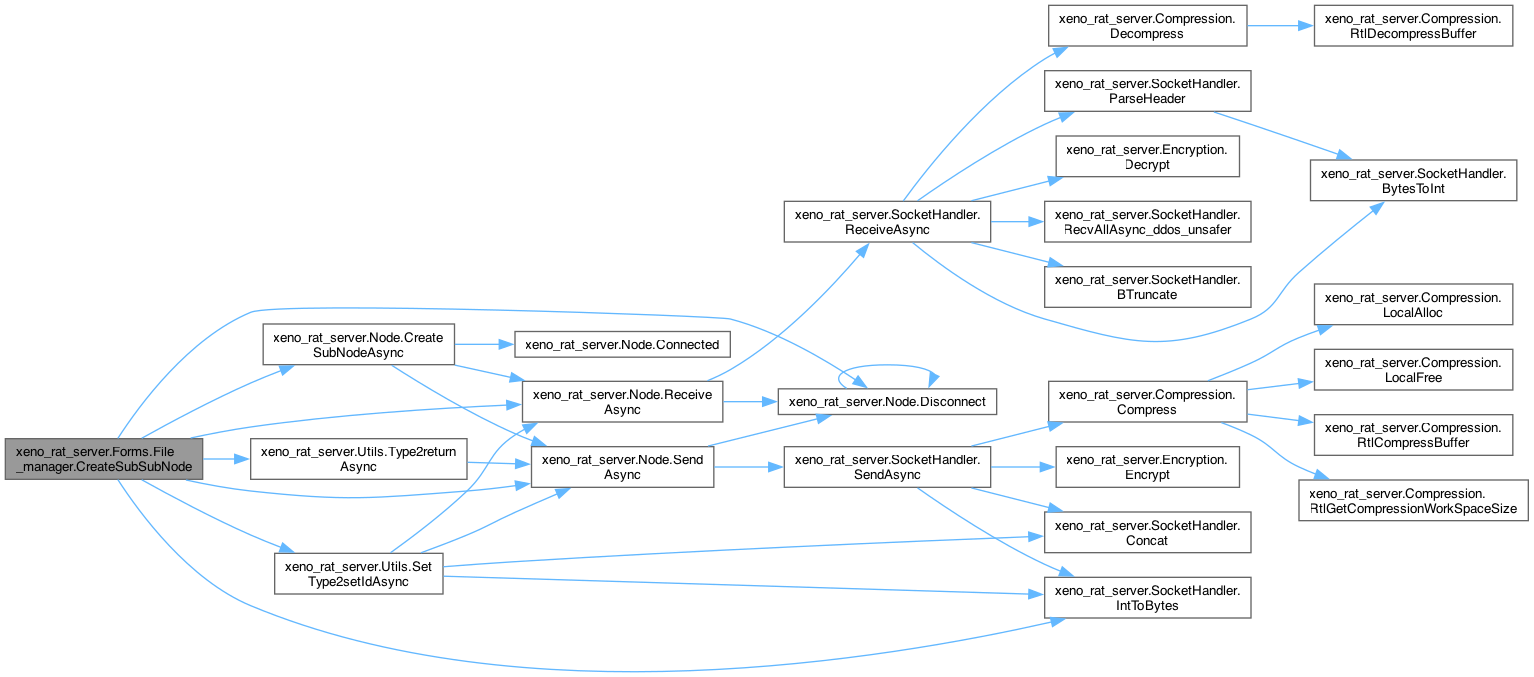 xeno_rat_server.Compression.
Decompress
xeno_rat_server.Compression.
RtlDecompressBuffer
xeno_rat_server.SocketHandler.
ParseHeader
xeno_rat_server.Encryption.
Decrypt
xeno_rat_server.SocketHandler.
BytesToInt
xeno_rat_server.SocketHandler.
ReceiveAsync
xeno_rat_server.SocketHandler.
RecvAllAsync_ddos_unsafer
xeno_rat_server.SocketHandler.
BTruncate
xeno_rat_server.Compression.
LocalAlloc
xeno_rat_server.Node.Create
SubNodeAsync
xeno_rat_server.Node.Connected
xeno_rat_server.Compression.
LocalFree
xeno_rat_server.Node.Receive
Async
xeno_rat_server.Node.Disconnect
xeno_rat_server.Compression.
Compress
xeno_rat_server.Compression.
RtlCompressBuffer
xeno_rat_server.Forms.File
_manager.CreateSubSubNode
xeno_rat_server.Utils.Type2return
Async
xeno_rat_server.Node.Send
Async
xeno_rat_server.SocketHandler.
SendAsync
xeno_rat_server.Encryption.
Encrypt
xeno_rat_server.Compression.
RtlGetCompressionWorkSpaceSize
xeno_rat_server.SocketHandler.
Concat
xeno_rat_server.Utils.Set
Type2setIdAsync
xeno_rat_server.SocketHandler.
IntToBytes